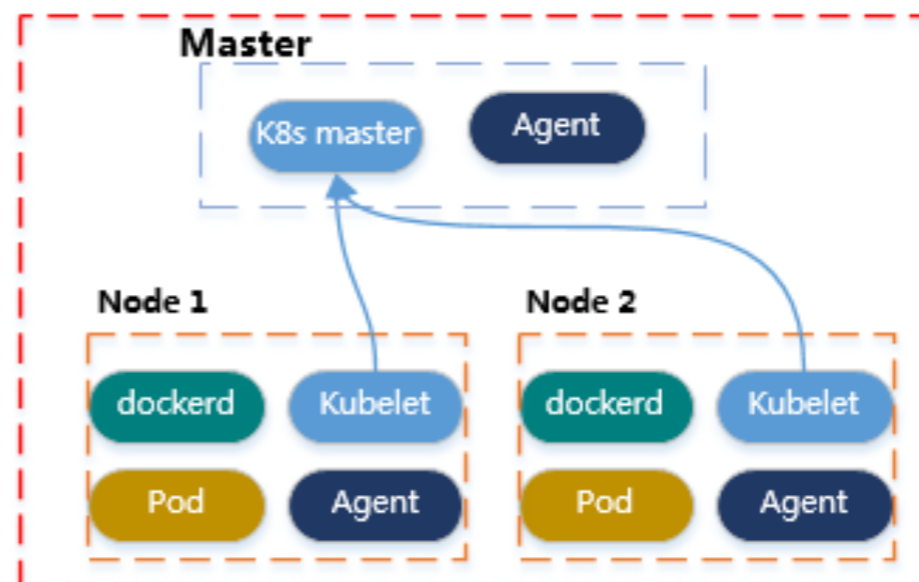 Master
K8s master
Agent
Node 1
Node 2
dockerd
Kubelet
dockerd
Kubelet
Pod
Agent
Pod
Agent